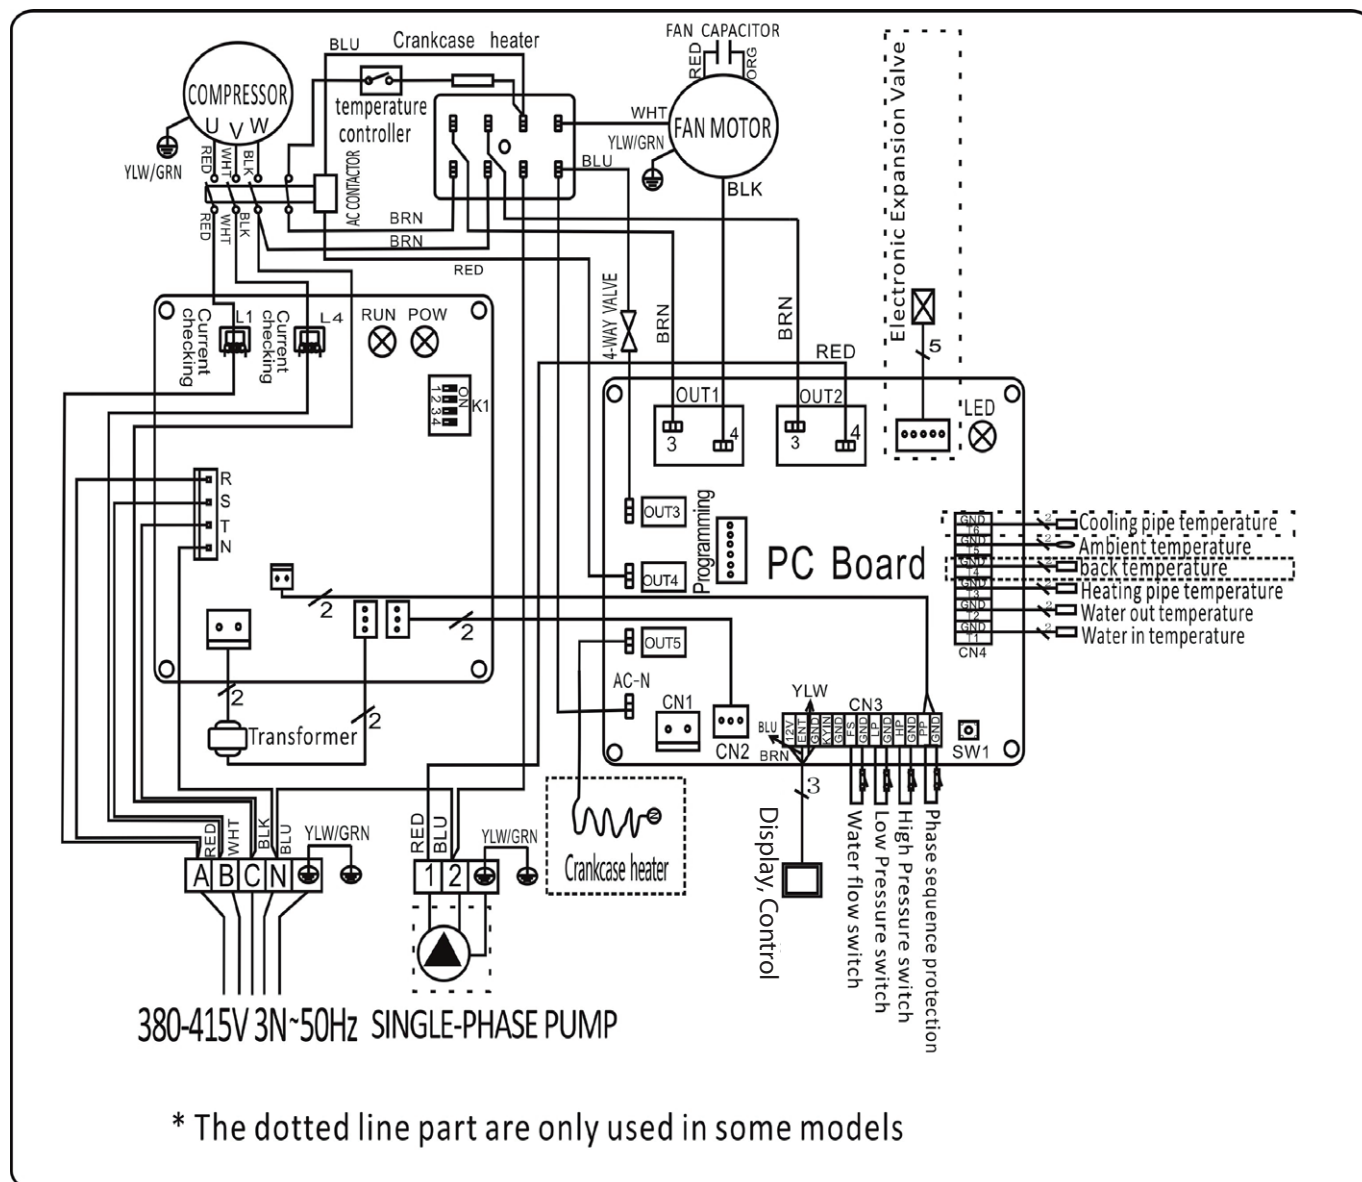 FAN CAPACITOR
BLU
Crankcase heater
RED
ORG
COMPRESSOR
U V W
temperature
controller
WHT
FAN MOTOR
YLW/GRN
YLW/GRN
RED
WHT
BLK
AC CONTACTOR
BLU
BLK
Electronic Expansion Valve
RED
WHT
BLK
BRN
BRN
RED
4-WAY VALVE
BRN
BRN
RED
5
Current
checking
L1
Current
checking
L4
RUN
POW
ON
1
2
3
4
K1
OUT1
3
4
OUT2
3
4
LED
R
S
T
N
OUT3
Programming
OUT4
PC Board
OUT5
AC-N
CN1
CN2
GND
T6
2
Cooling pipe temperature
GND
T5
2
Ambient temperature
GND
T4
2
back temperature
GND
T3
2
Heating pipe temperature
GND
T2
2
Water out temperature
GND
T1
2
Water in temperature
CN4
2
2
2
2
Transformer
YLW
BLU
BRN
CN3
12V
ENT
GND
KYIN
GND
FS
GND
LP
GND
HP
GND
PP
GND
SW1
3
Display, Control
Water flow switch
Low Pressure switch
High Pressure switch
Phase sequence protection
RED
WHT
BLK
BLU
YLW/GRN
A B C N
RED
BLU
YLW/GRN
1 2
N
Crankcase heater
380-415V 3N~50Hz
SINGLE-PHASE PUMP
* The dotted line part are only used in some models